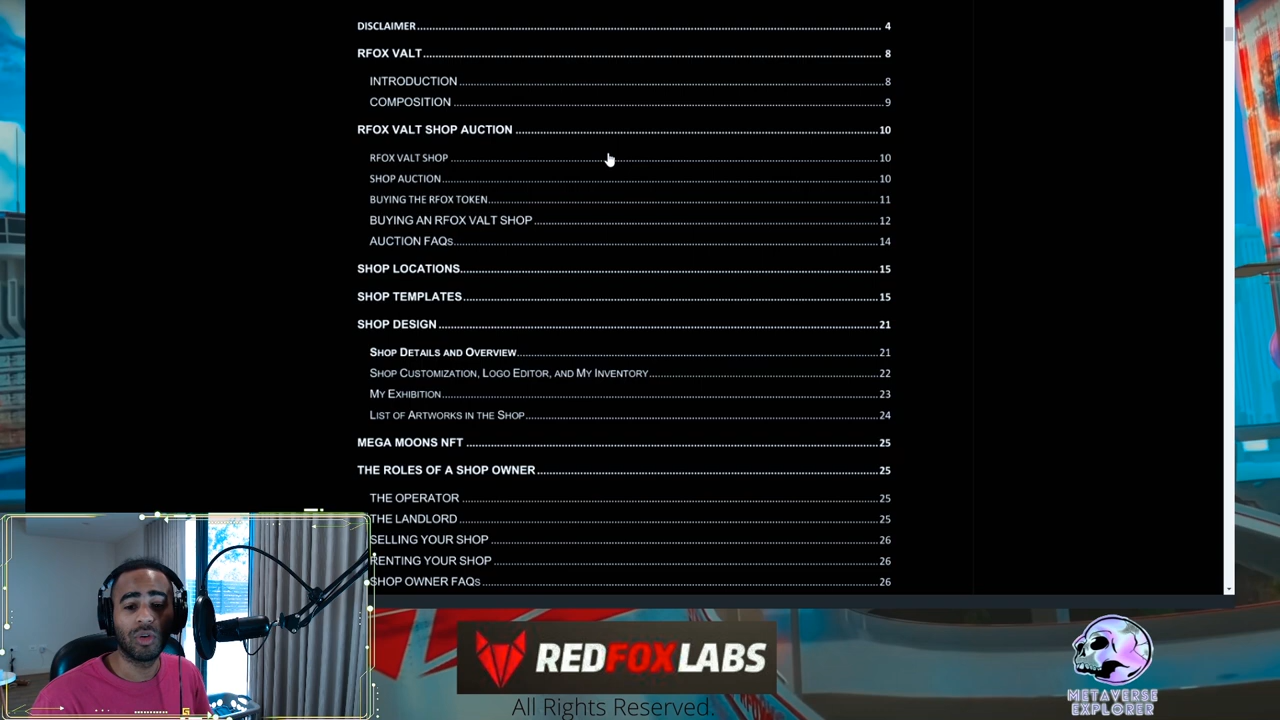 DISCLAIMER 4
RFOX VALT 8
INTRODUCTION 8
COMPOSITION 9
RFOX VALT SHOP AUCTION 10
RFOX VALT SHOP 10
SHOP AUCTION 10
BUYING THE RFOX TOKEN 11
BUYING AN RFOX VALT SHOP 12
AUCTION FAQs 14
SHOP LOCATIONS 15
SHOP TEMPLATES 15
SHOP DESIGN 21
SHOP DETAILS AND OVERVIEW 21
SHOP CUSTOMIZATION, LOGO EDITOR, AND MY INVENTORY 22
MY EXHIBITION 23
LIST OF ARTWORKS IN THE SHOP 24
MEGA MOONS NFT 25
THE ROLES OF A SHOP OWNER 25
THE OPERATOR 25
THE LANDLORD 25
SELLING YOUR SHOP 26
RENTING YOUR SHOP 26
SHOP OWNER FAQs 26
REDFOXLABS
All Rights Reserved.
METAVERSE
EXPLORER